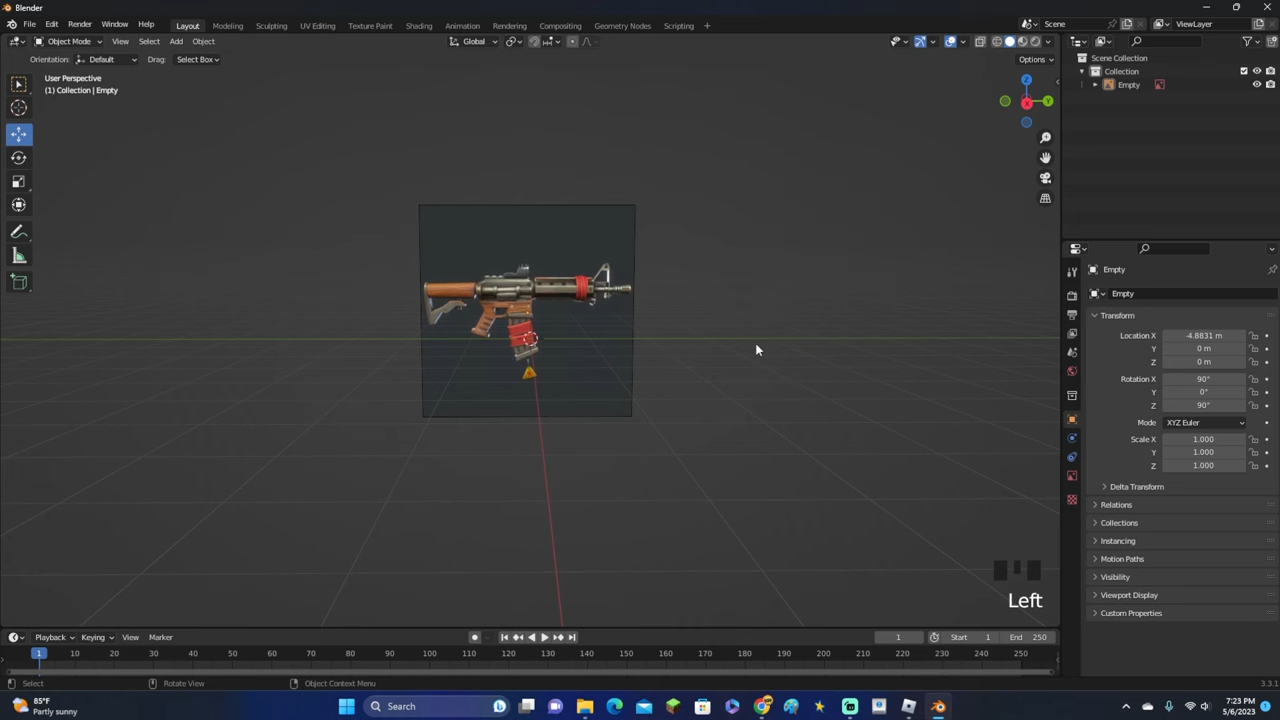 Blender
File Edit Render Window Help Layout Modeling Sculpting UV Editing Texture Paint Shading Animation Rendering Compositing Geometry Nodes Scripting + Scene ViewLayer
Object Mode View Select Add Object Global
Orientation: Default Drag: Select Box Options
User Perspective
(1) Collection | Empty
Z
Y
X
Scene Collection
Collection
Empty
Empty
Empty
Transform
Location X -4.8831 m
Y 0 m
Z 0 m
Rotation X 90°
Y 0°
Z 90°
Mode XYZ Euler
Scale X 1.000
Y 1.000
Z 1.000
Delta Transform
Relations
Collections
Instancing
Motion Paths
Visibility
Viewport Display
Custom Properties
Left
Playback Keying View Marker 1 Start 1 End 250
1 10 20 30 40 50 60 70 80 90 100 110 120 130 140 150 160 170 180 190 200 210 220 230 240 250
Select Rotate View Object Context Menu 3.3.1
85°F
Partly sunny
Search
7:23 PM
5/6/2023